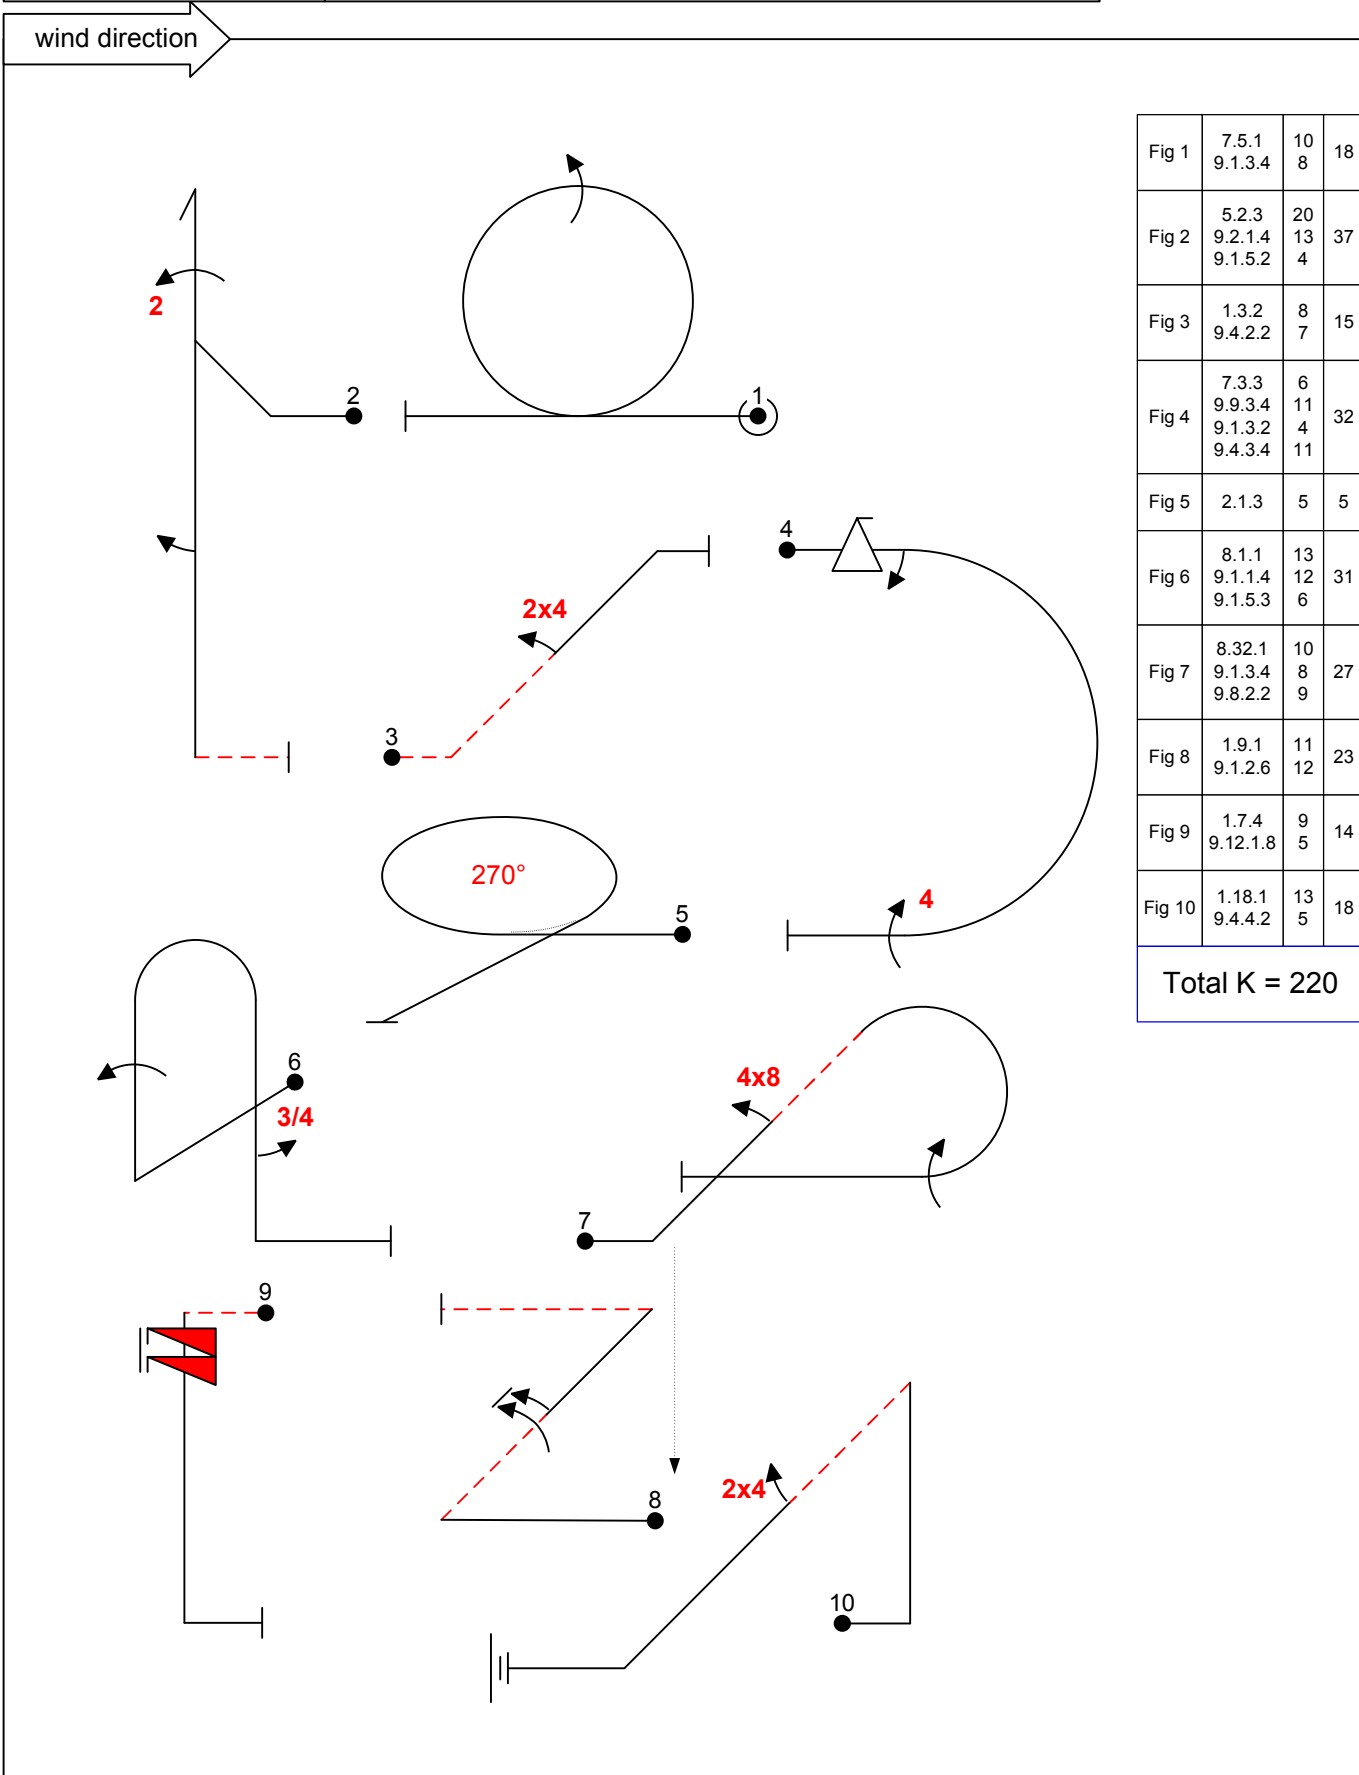 wind direction
2
2
1
4
2x4
3
270°
5
4
6
3/4
4x8
7
9
8
2x4
10
Fig 1 7.5.1 10 18
9.1.3.4 8
Fig 2 5.2.3 20 37
9.2.1.4 13
9.1.5.2 4
Fig 3 1.3.2 8 15
9.4.2.2 7
Fig 4 7.3.3 6 32
9.9.3.4 11
9.1.3.2 4
9.4.3.4 11
Fig 5 2.1.3 5 5
Fig 6 8.1.1 13 31
9.1.1.4 12
9.1.5.3 6
Fig 7 8.32.1 10 27
9.1.3.4 8
9.8.2.2 9
Fig 8 1.9.1 11 23
9.1.2.6 12
Fig 9 1.7.4 9 14
9.12.1.8 5
Fig 10 1.18.1 13 18
9.4.4.2 5
Total K = 220